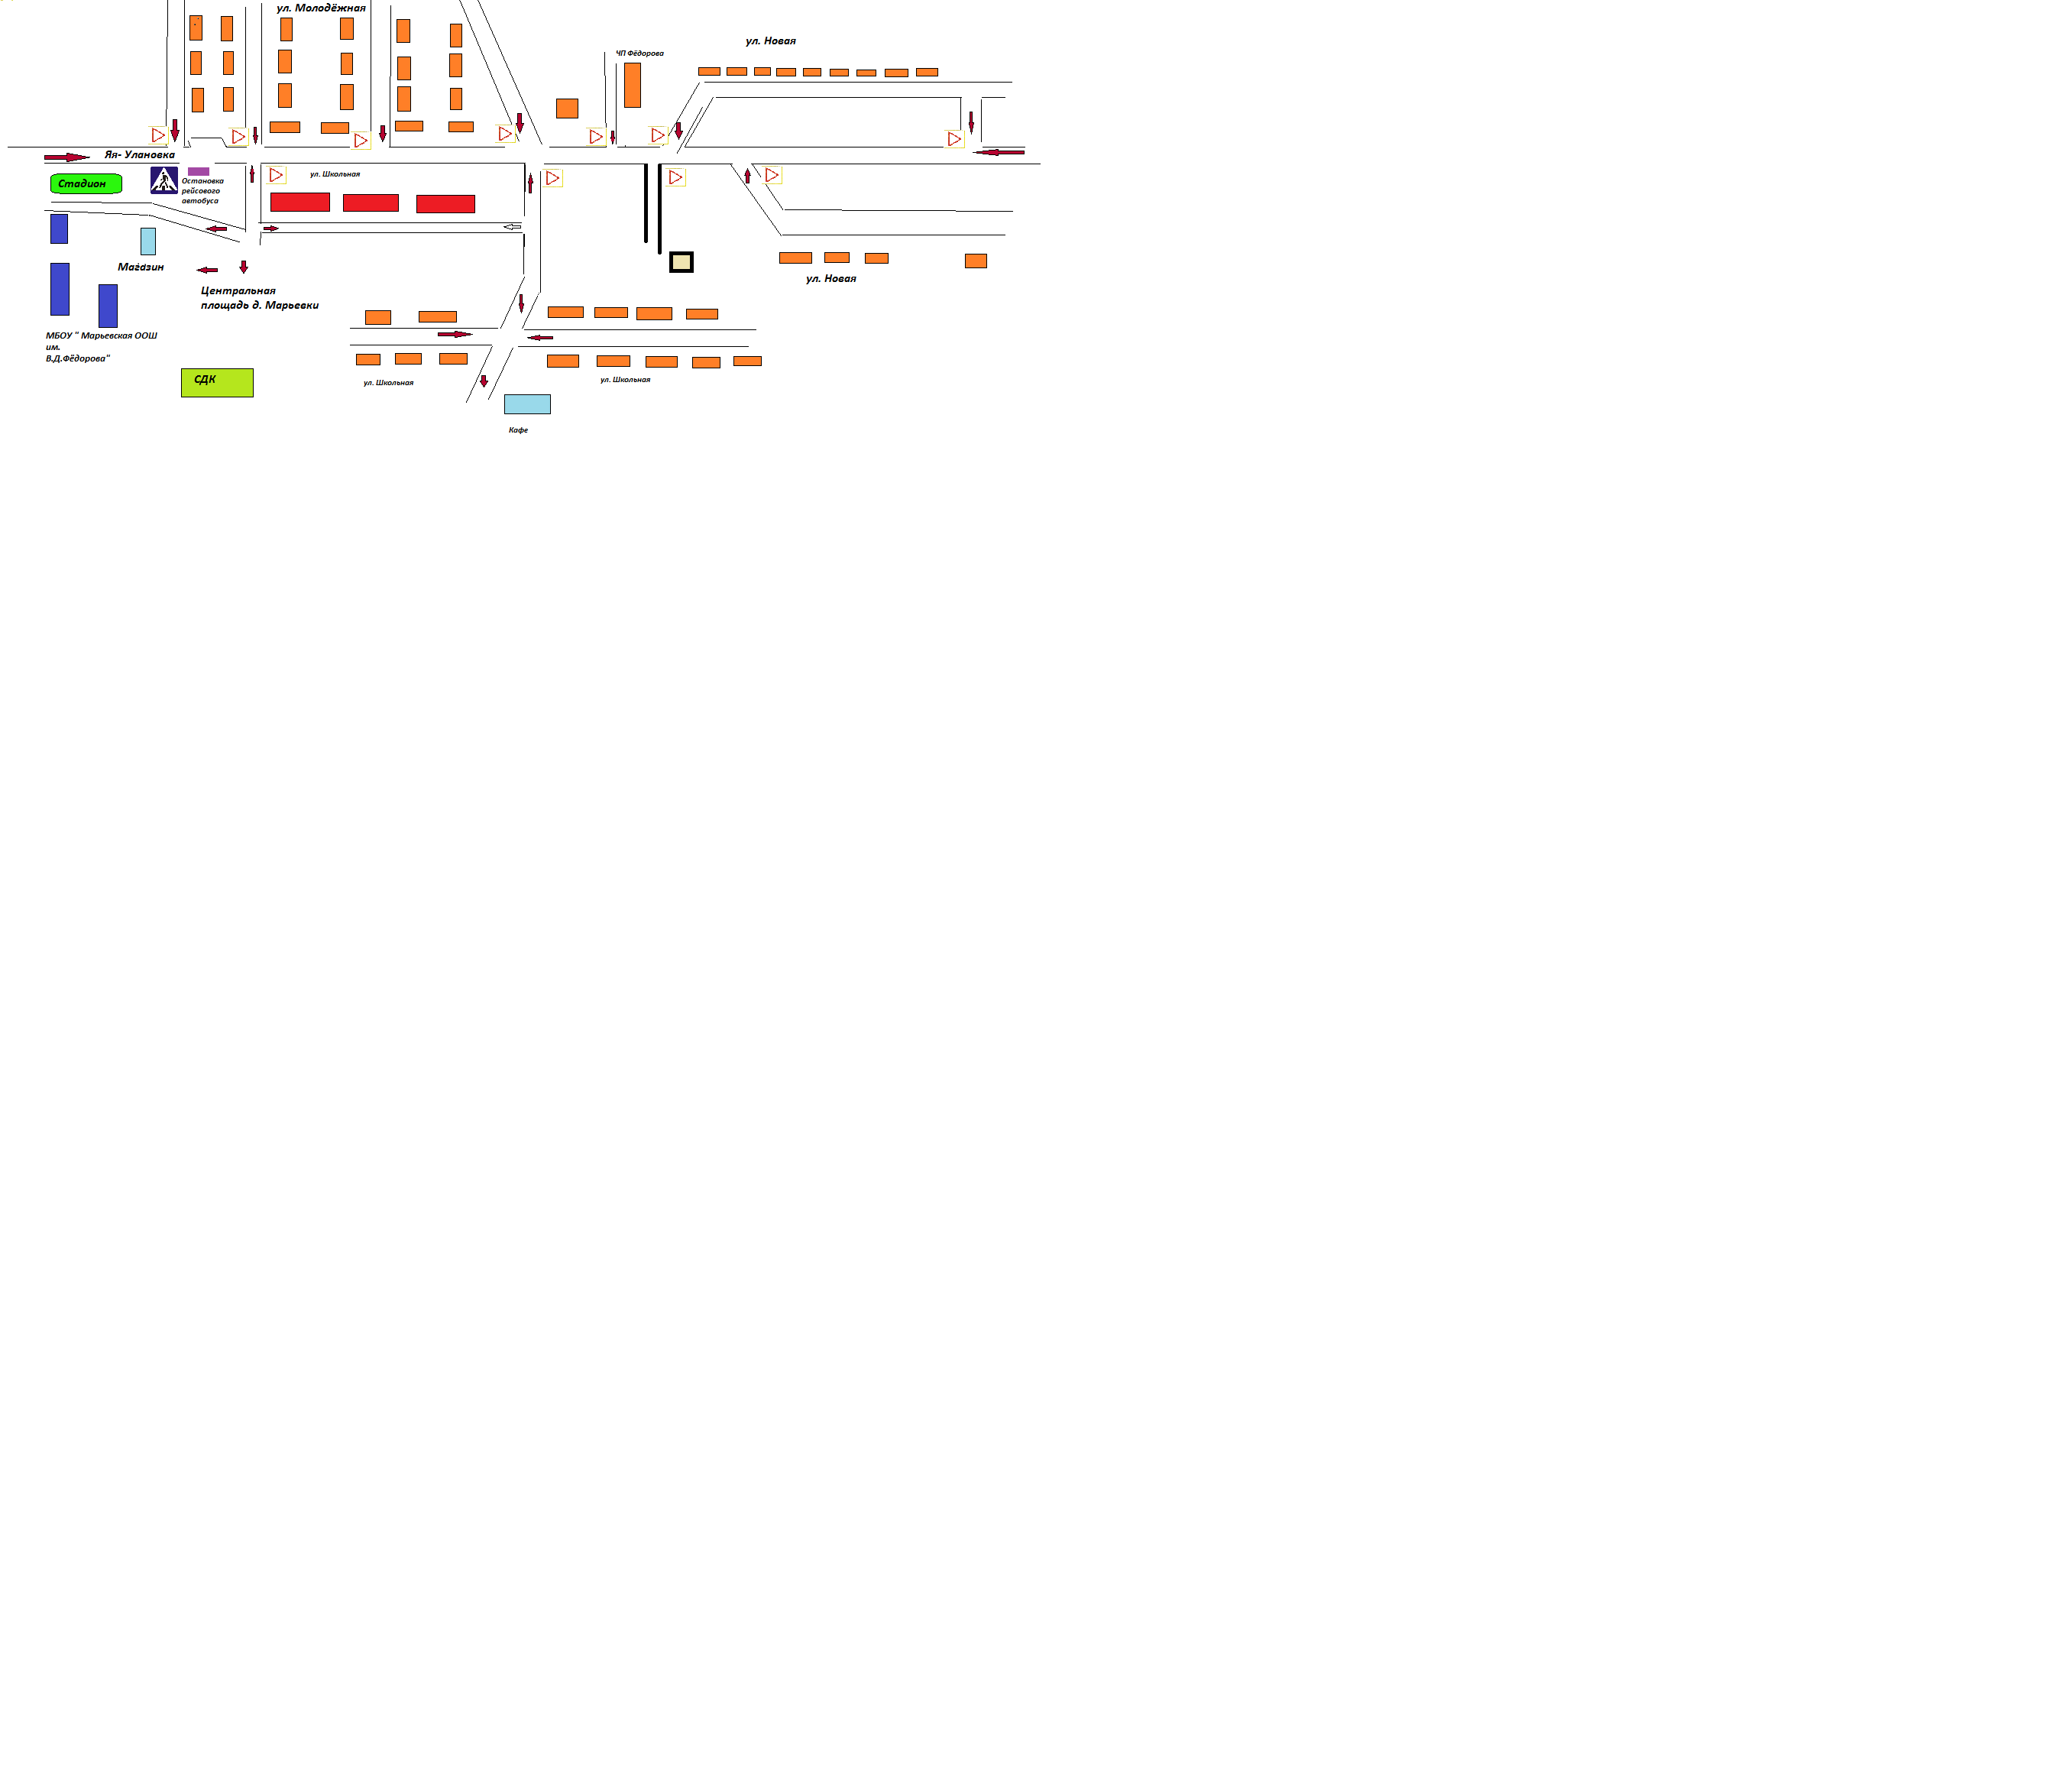 ул. Молодёжная
ул. Новая
ЧП Фёдорова
Яя- Улановка
Стадион
Остановка
рейсового
автобуса
ул. Школьная
Магазин
ул. Новая
Центральная
площадь д. Марьевки
МБОУ " Марьевская ООШ
им.
В.Д.Фёдорова"
СДК
ул. Школьная
ул. Школьная
Кафе